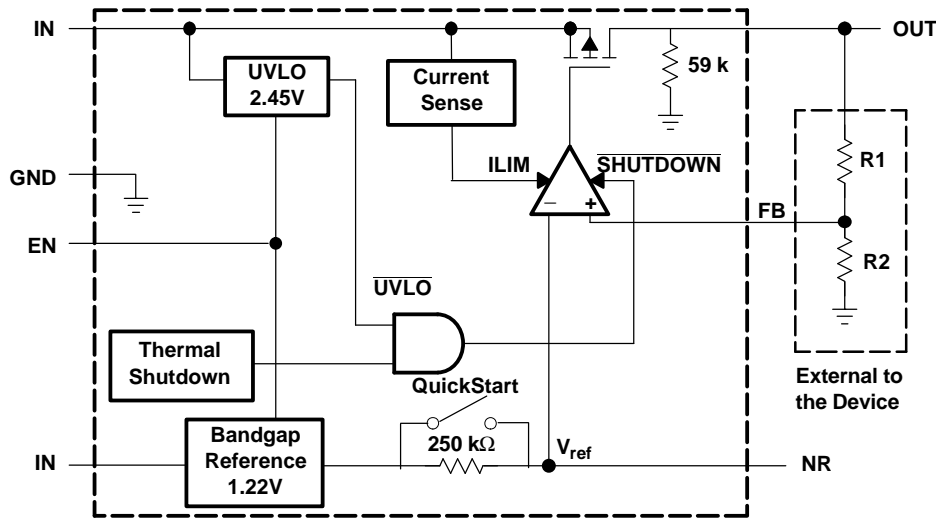 IN
OUT
UVLO
2.45V
Current
Sense
59 k
GND
ILIM
SHUTDOWN
R1
−
+
FB
EN
R2
UVLO
Thermal
Shutdown
QuickStart
External to
the Device
Bandgap
Reference
1.22V
250 kΩ
Vref
IN
NR